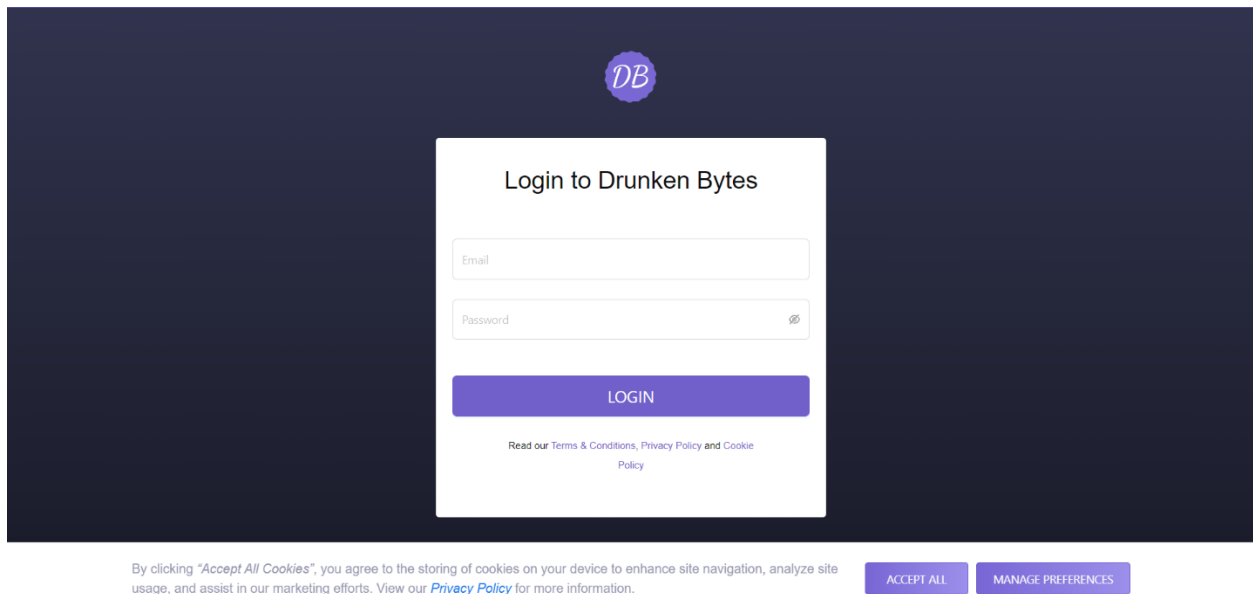 DB
Login to Drunken Bytes
Email
Password
LOGIN
Read our Terms & Conditions, Privacy Policy and Cookie
Policy
By clicking “Accept All Cookies”, you agree to the storing of cookies on your device to enhance site navigation, analyze site
usage, and assist in our marketing efforts. View our Privacy Policy for more information.
ACCEPT ALL
MANAGE PREFERENCES